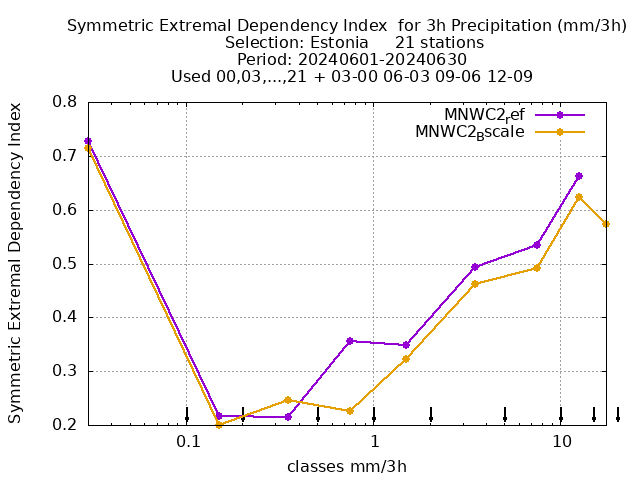 Symmetric Extremal Dependency Index  for 3h Precipitation (mm/3h)
Selection: Estonia     21 stations
Period: 20240601-20240630
Used 00,03,...,21 + 03-00 06-03 09-06 12-09
MNWC2ref
MNWC2Bscale
Symmetric Extremal Dependency Index
0.8
0.7
0.6
0.5
0.4
0.3
0.2
0.1
1
10
classes mm/3h